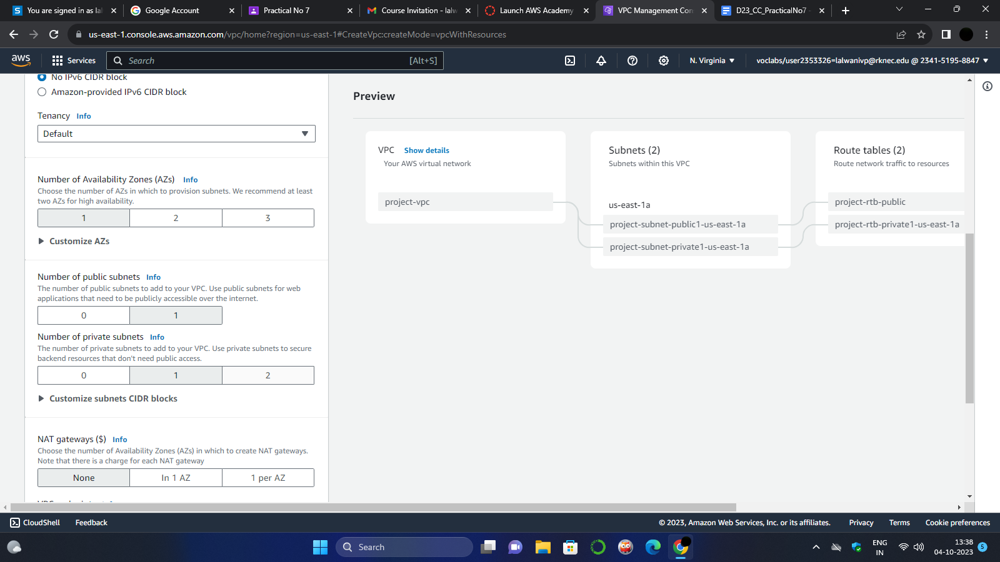 You are signed in as lal
Google Account
Practical No 7
Course Invitation - lalw
Launch AWS Academy
VPC Management Con
D23_CC_PracticalNo7 -
us-east-1.console.aws.amazon.com/vpc/home?region=us-east-1#CreateVpc:createMode=vpcWithResources
aws
Services
Search
[Alt+S]
N. Virginia
voclabs/user2353326=lalwanivp@rknec.edu @ 2341-5195-8847
No IPv6 CIDR block
Amazon-provided IPv6 CIDR block
Tenancy Info
Default
Number of Availability Zones (AZs) Info
Choose the number of AZs in which to provision subnets. We recommend at least
two AZs for high availability.
1 2 3
Customize AZs
Number of public subnets Info
The number of public subnets to add to your VPC. Use public subnets for web
applications that need to be publicly accessible over the internet.
0 1
Number of private subnets Info
The number of private subnets to add to your VPC. Use private subnets to secure
backend resources that don't need public access.
0 1 2
Customize subnets CIDR blocks
NAT gateways ($) Info
Choose the number of Availability Zones (AZs) in which to create NAT gateways.
Note that there is a charge for each NAT gateway
None In 1 AZ 1 per AZ
Preview
VPC Show details
Your AWS virtual network
project-vpc
Subnets (2)
Subnets within this VPC
us-east-1a
project-subnet-public1-us-east-1a
project-subnet-private1-us-east-1a
Route tables (2)
Route network traffic to resources
project-rtb-public
project-rtb-private1-us-east-1a
CloudShell
Feedback
© 2023, Amazon Web Services, Inc. or its affiliates.
Privacy
Terms
Cookie preferences
Search
ENG
IN
13:38
04-10-2023
5